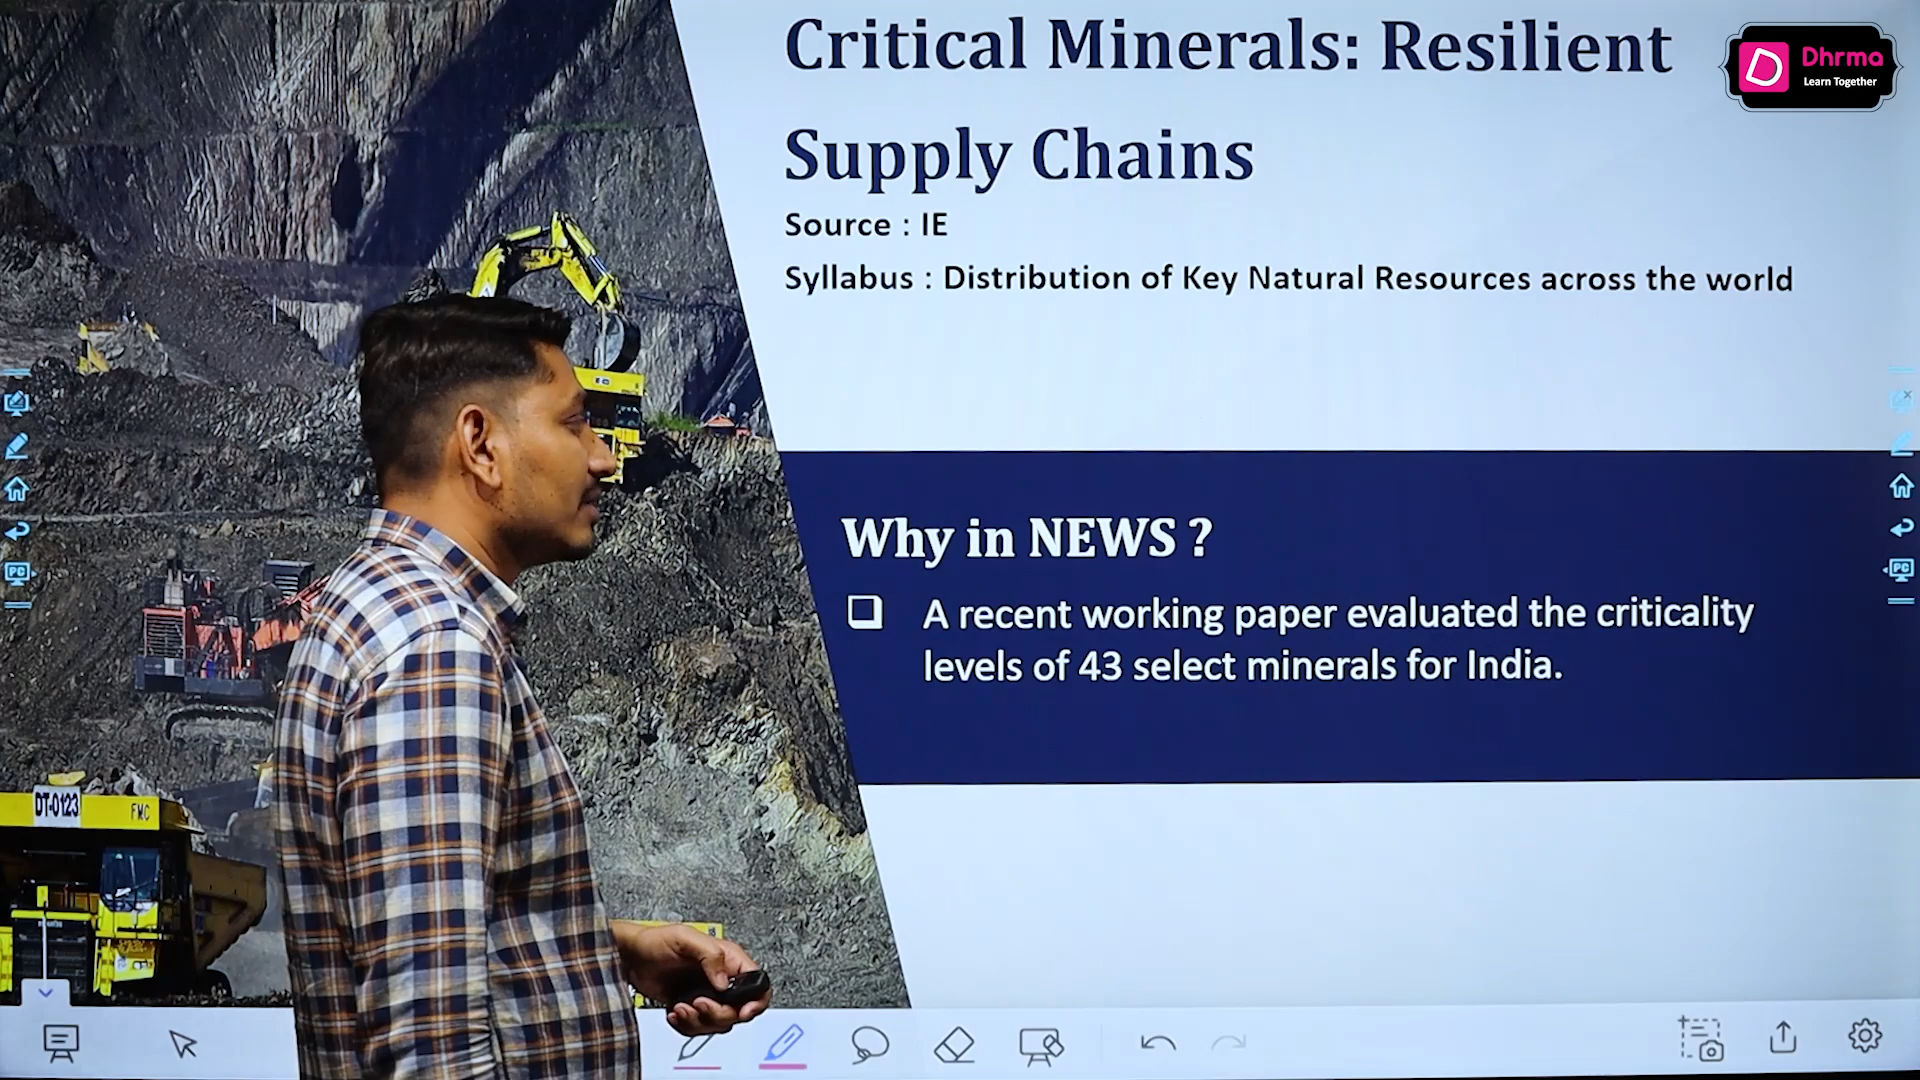 Critical Minerals: Resilient
Supply Chains
Source : IE
Syllabus : Distribution of Key Natural Resources across the world
Dhrma
Learn Together
Why in NEWS ?
A recent working paper evaluated the criticality
levels of 43 select minerals for India.
DT-0123
FMC
PC
PC